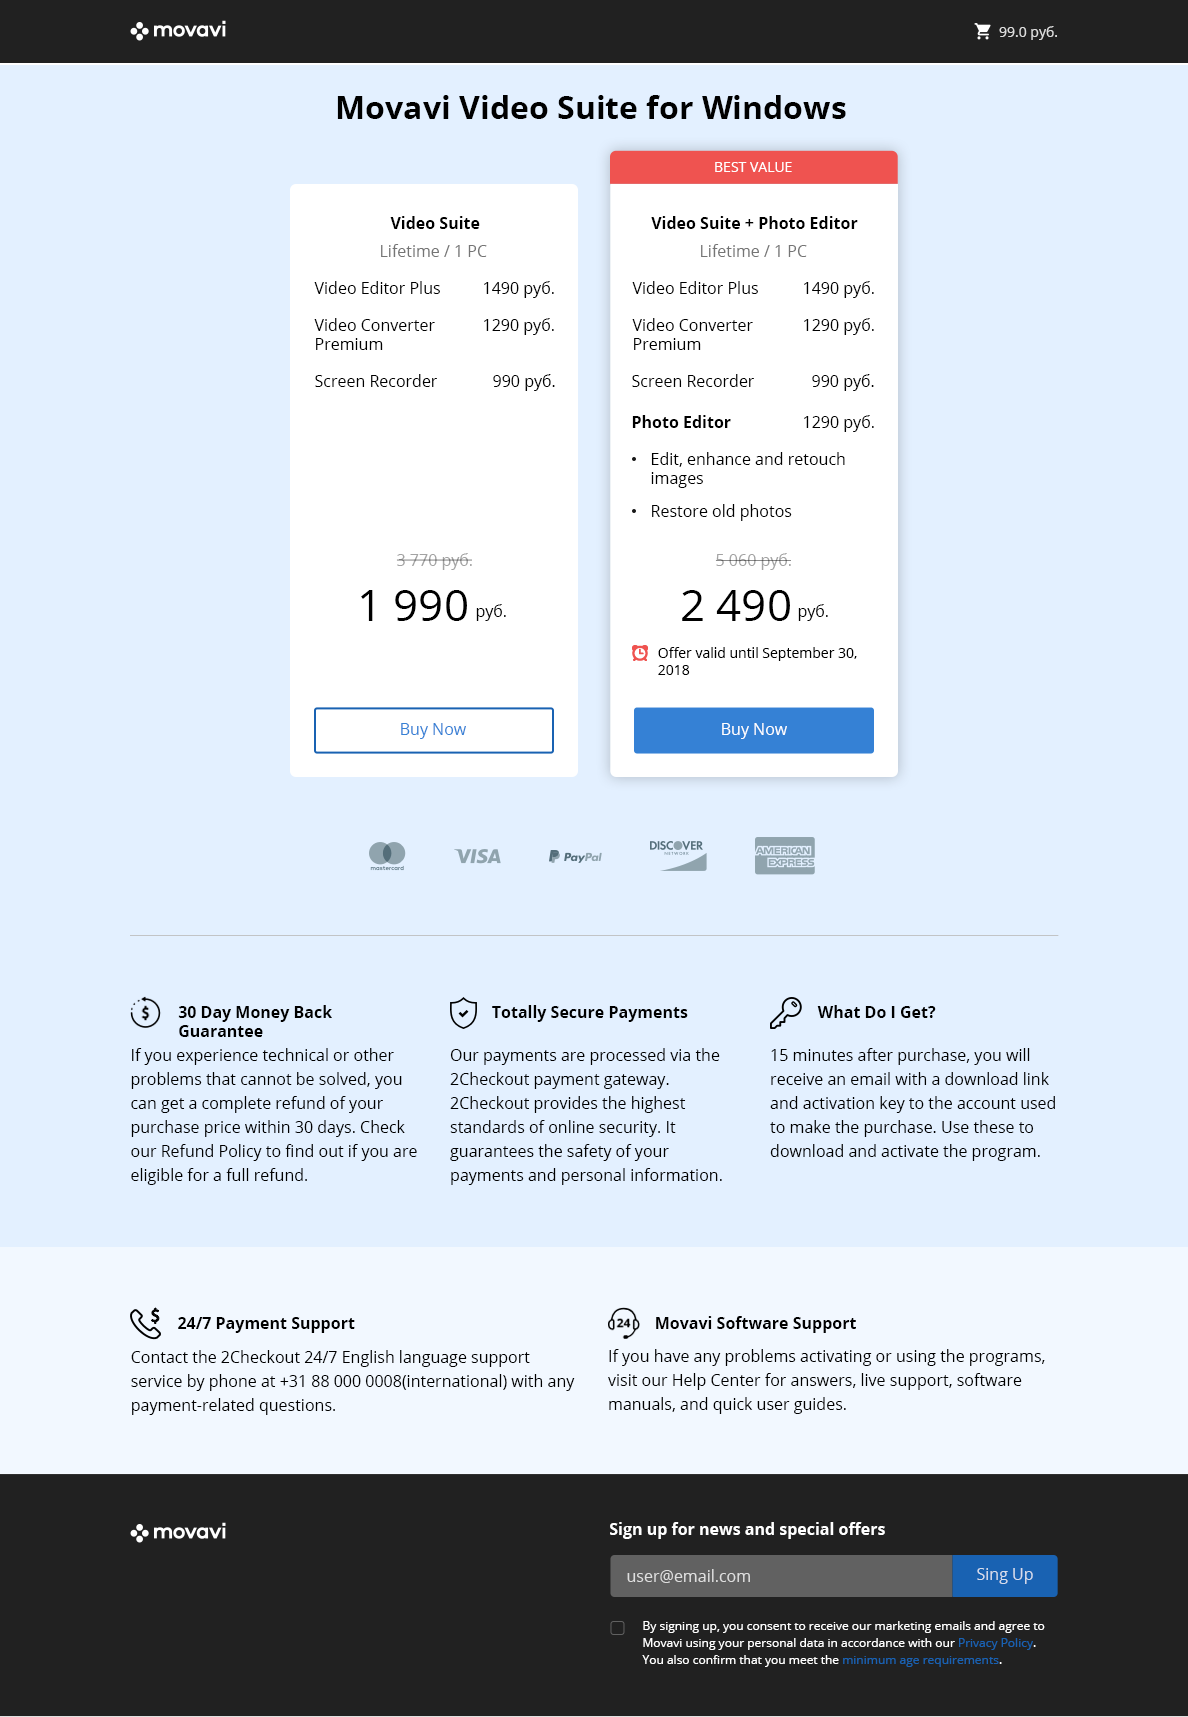 movavi
99.0 руб.
Movavi Video Suite for Windows
Video Suite
Lifetime / 1 PC
Video Editor Plus 1490 руб.
Video Converter 1290 руб.
Premium
Screen Recorder 990 руб.
3 770 руб.
1 990 руб.
Buy Now
BEST VALUE
Video Suite + Photo Editor
Lifetime / 1 PC
Video Editor Plus 1490 руб.
Video Converter 1290 руб.
Premium
Screen Recorder 990 руб.
Photo Editor 1290 руб.
• Edit, enhance and retouch
images
• Restore old photos
5 060 руб.
2 490 руб.
Offer valid until September 30,
2018
Buy Now
mastercard
VISA
PayPal
DISCOVER
NETWORK
AMERICAN
EXPRESS
30 Day Money Back
Guarantee
If you experience technical or other
problems that cannot be solved, you
can get a complete refund of your
purchase price within 30 days. Check
our Refund Policy to find out if you are
eligible for a full refund.
Totally Secure Payments
Our payments are processed via the
2Checkout payment gateway.
2Checkout provides the highest
standards of online security. It
guarantees the safety of your
payments and personal information.
What Do I Get?
15 minutes after purchase, you will
receive an email with a download link
and activation key to the account used
to make the purchase. Use these to
download and activate the program.
24/7 Payment Support
Contact the 2Checkout 24/7 English language support
service by phone at +31 88 000 0008(international) with any
payment-related questions.
24
Movavi Software Support
If you have any problems activating or using the programs,
visit our Help Center for answers, live support, software
manuals, and quick user guides.
movavi
Sign up for news and special offers
user@email.com
Sing Up
By signing up, you consent to receive our marketing emails and agree to
Movavi using your personal data in accordance with our Privacy Policy.
You also confirm that you meet the minimum age requirements.